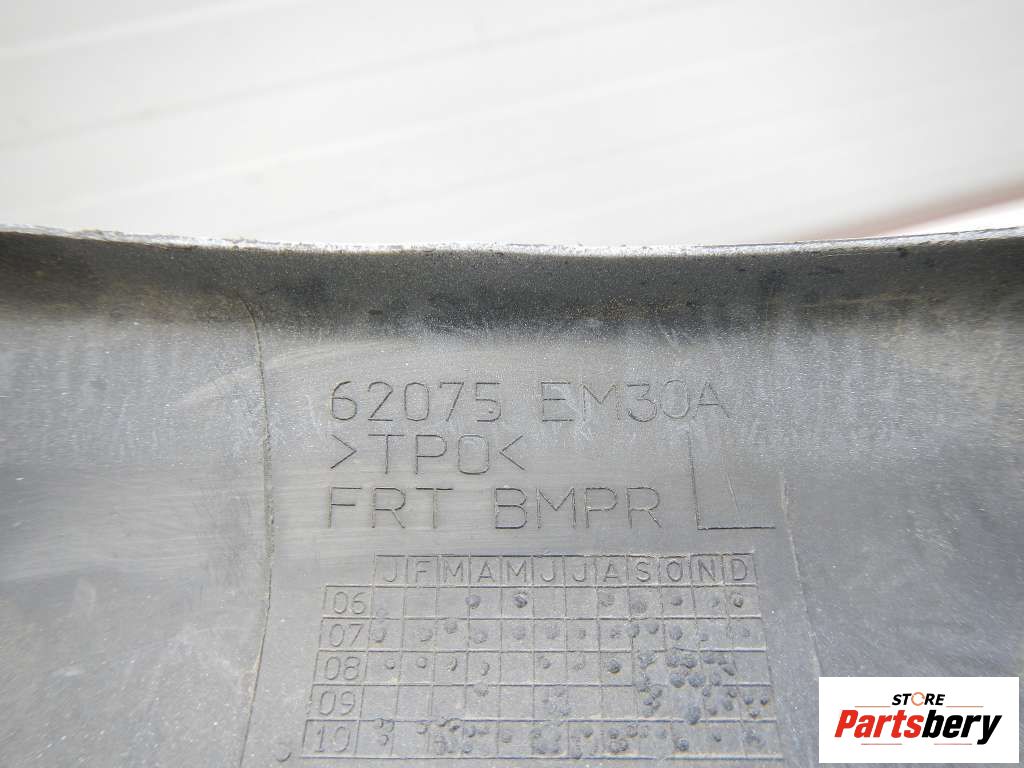 62075 EM30A
>TPO<
FRT BMPR L
J F M A M J J A S O N D
06
07
08
09
10
STORE
Partsbery